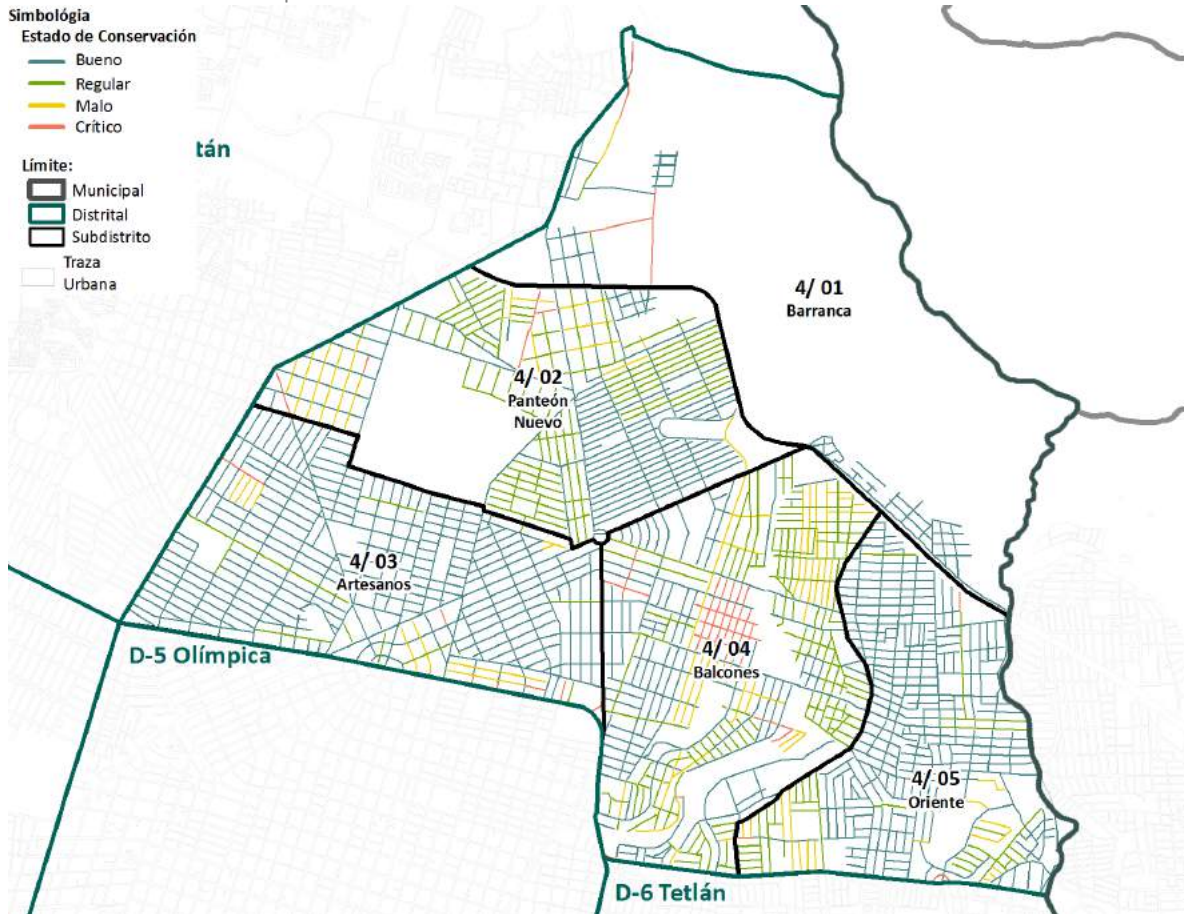 Simbológia
Estado de Conservación
Bueno
Regular
Malo
Crítico
Límite:
Municipal
Distrital
Subdistrito
Traza
Urbana
tán
4/ 01
Barranca
4/ 02
Panteón
Nuevo
4/ 03
Artesanos
4/ 04
Balcones
4/ 05
Oriente
D-5 Olímpica
D-6 Tetlán